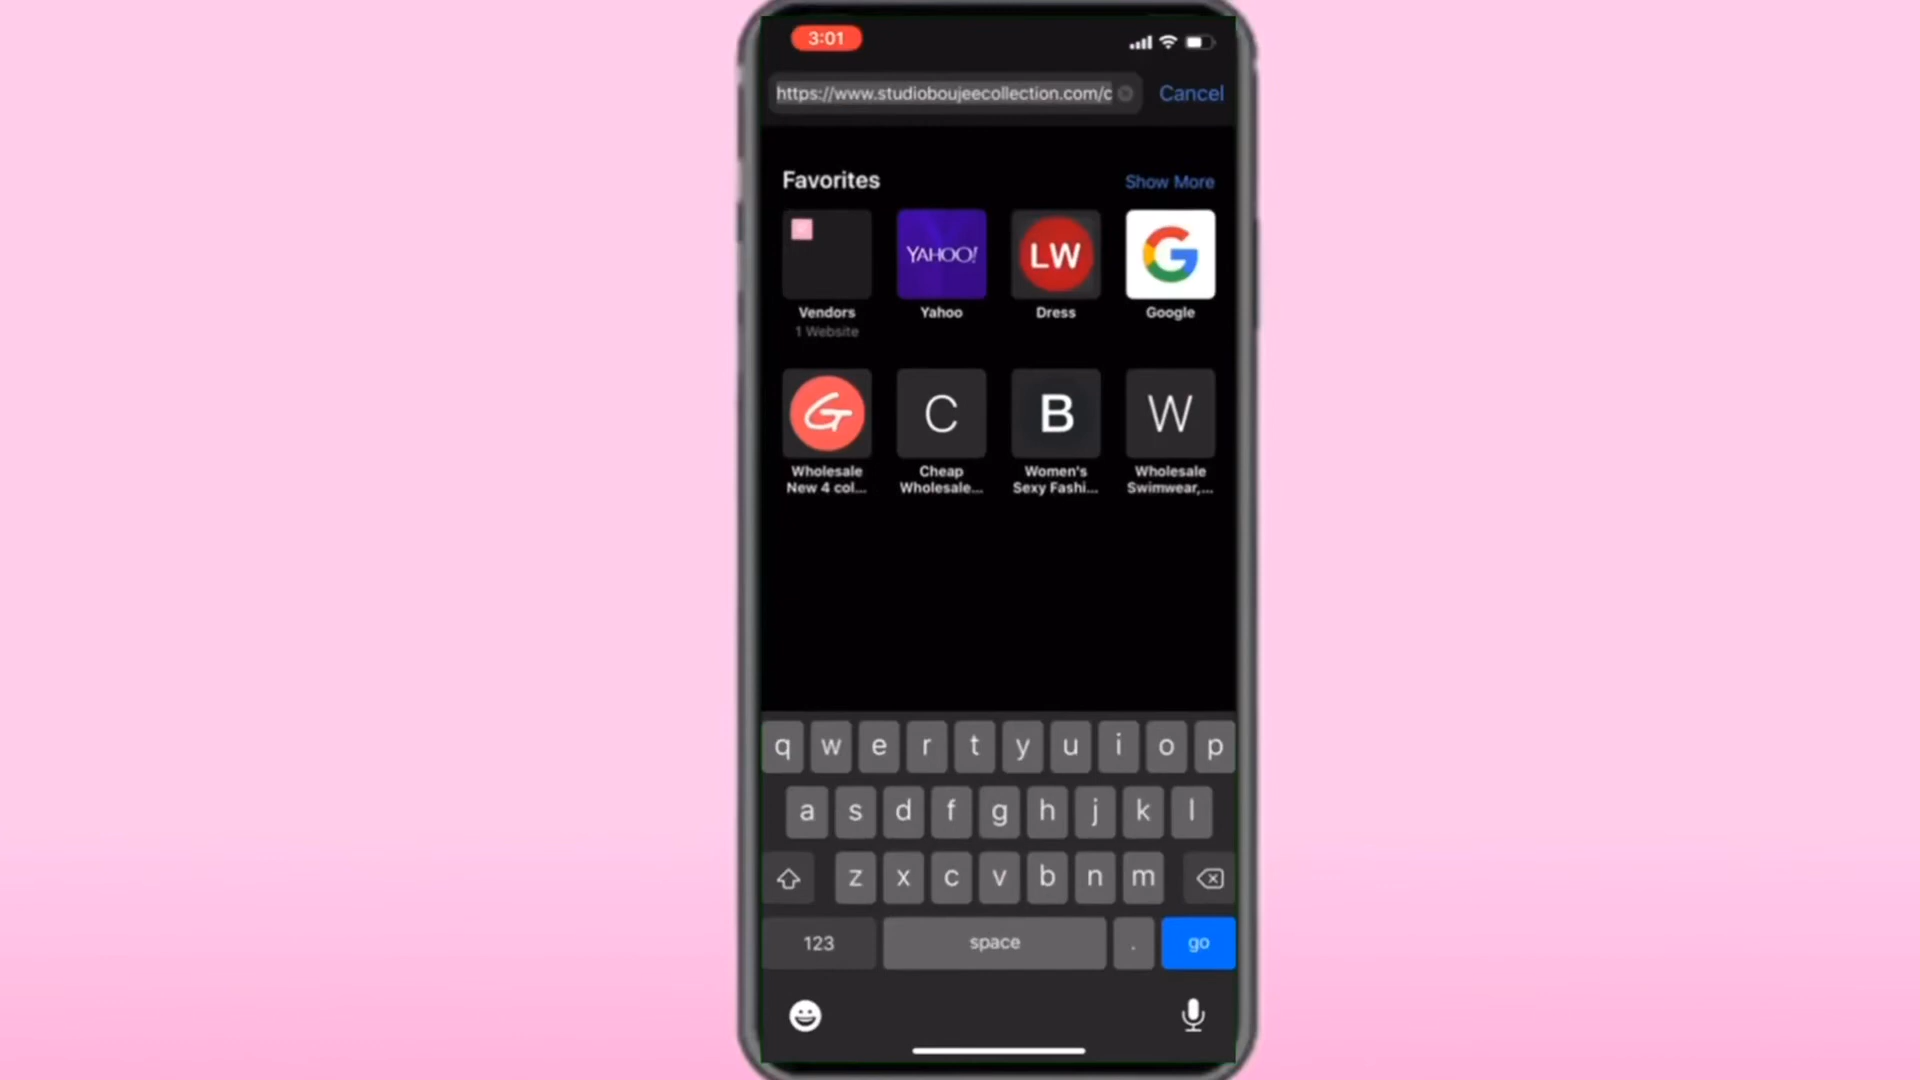 3:01
https://www.studioboujeecollection.com/c
Cancel
Favorites
Show More
YAHOO!
LW
G
Vendors
Yahoo
Dress
Google
1 Website
G
C
B
W
Wholesale
New 4 col...
Cheap
Wholesale...
Women's
Sexy Fashi...
Wholesale
Swimwear,...
q w e r t y u i o p
a s d f g h j k l
z x c v b n m
123
space
.
go